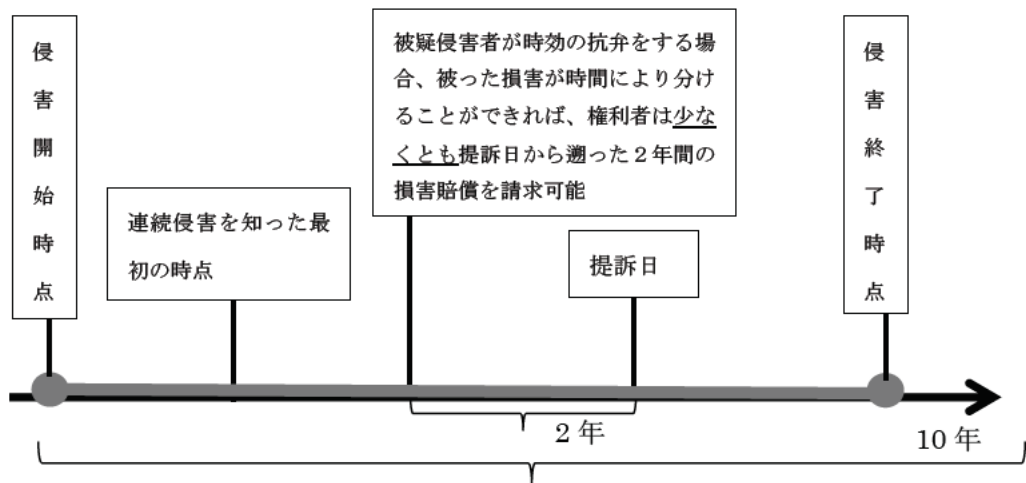 侵害開始時点
連続侵害を知った最
初の時点
被疑侵害者が時効の抗弁をする場
合、被った損害が時間により分け
ることができれば、権利者は少な
くとも提訴日から遡った２年間の
損害賠償を請求可能
提訴日
侵害終了時点
2 年
10 年